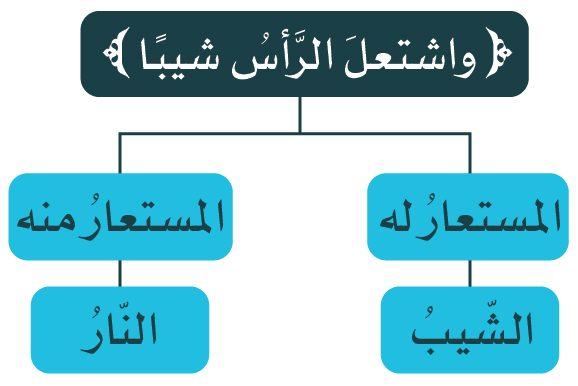 ﴿واشتعلَ الرَّأسُ شيبًا﴾
المستعارُ له
المستعارُ منه
الشّيبُ
النّارُ